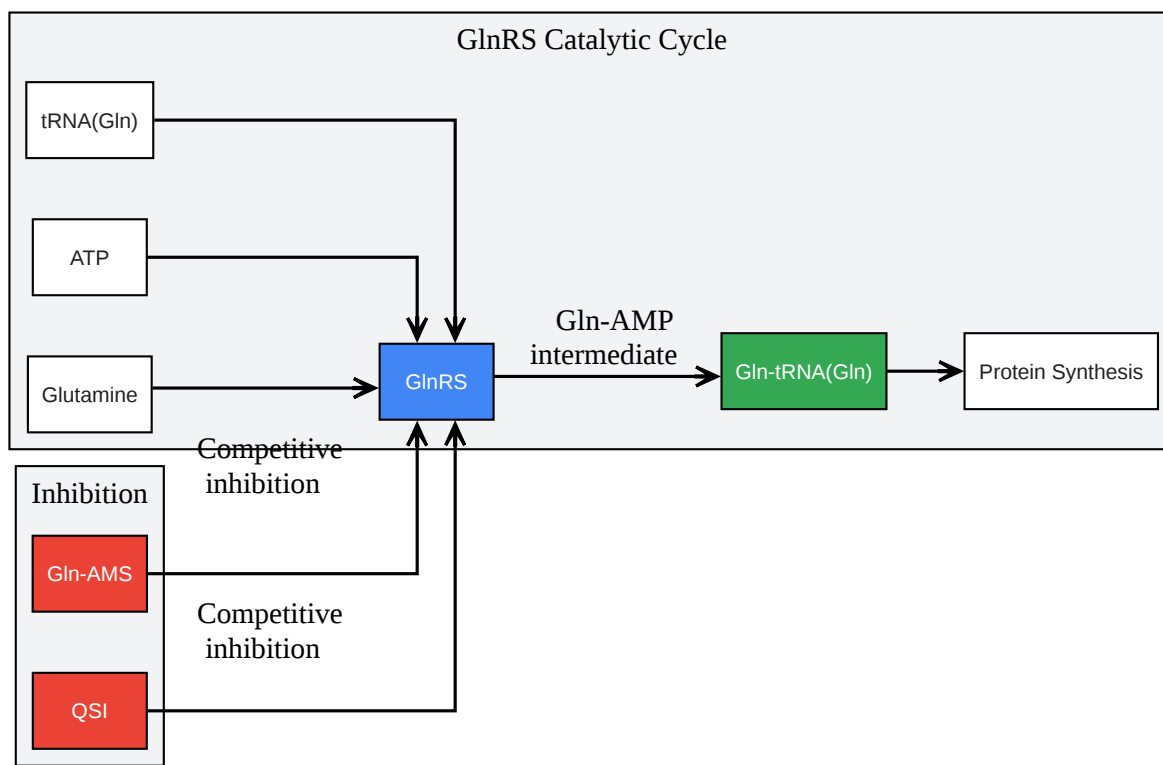 GlnRS Catalytic Cycle
tRNA(Gln)
ATP
Glutamine
GlnRS
Gln-AMP
intermediate
Gln-tRNA(Gln)
Protein Synthesis
Competitive
inhibition
Inhibition
Gln-AMS
Competitive
inhibition
QSI